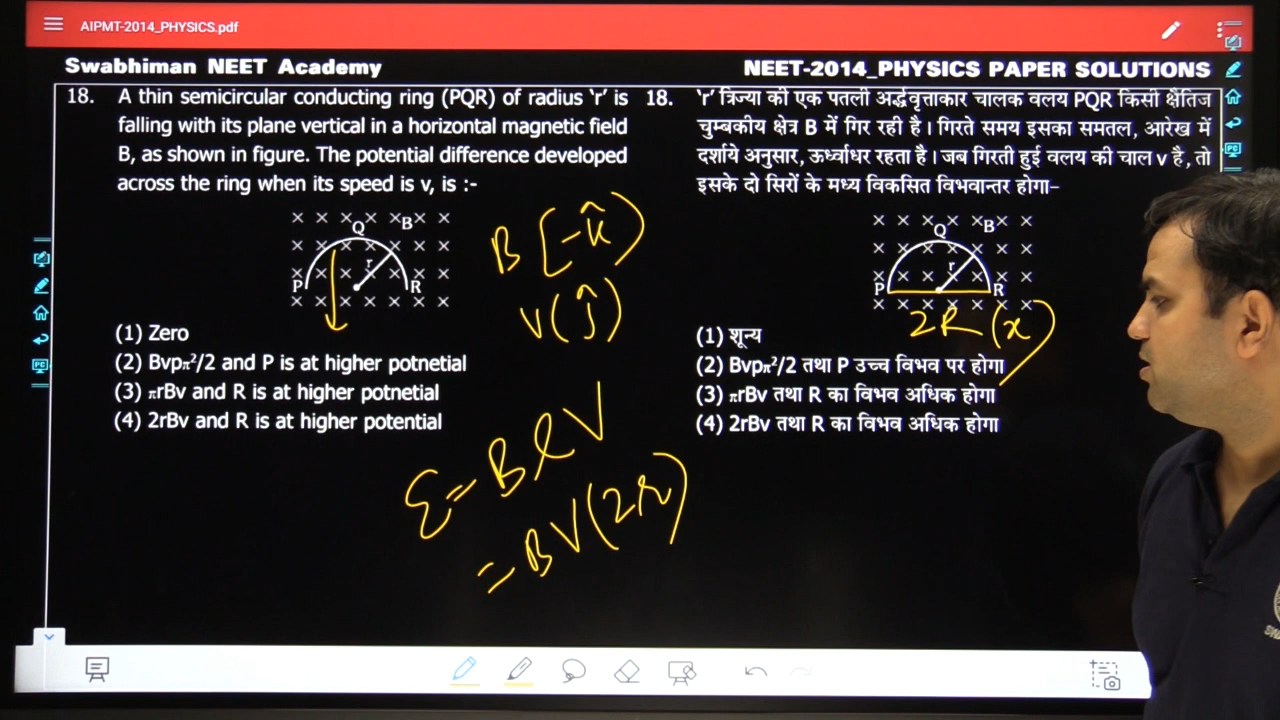 AIPMT-2014_PHYSICS.pdf
Swabhiman NEET Academy
NEET-2014_PHYSICS PAPER SOLUTIONS
18. A thin semicircular conducting ring (PQR) of radius 'r' is
falling with its plane vertical in a horizontal magnetic field
B, as shown in figure. The potential difference developed
across the ring when its speed is v, is :-
× × × × × B × ×
Q
r
P
R
(1) Zero
(2) Bvpπ²/2 and P is at higher potnetial
(3) πrBv and R is at higher potnetial
(4) 2rBv and R is at higher potential
B (-k̂)
v(ĵ)
ε = BlV
= BV(2r)
18. 'r' त्रिज्या की एक पतली अर्द्धवृत्ताकार चालक वलय PQR किसी क्षैतिज
चुम्बकीय क्षेत्र B में गिर रही है। गिरते समय इसका समतल, आरेख में
दर्शाये अनुसार, ऊर्ध्वाधर रहता है। जब गिरती हुई वलय की चाल v है, तो
इसके दो सिरों के मध्य विकसित विभवान्तर होगा–
× × × × × B × ×
Q
r
P
R
2R (x)
(1) शून्य
(2) Bvpπ²/2 तथा P उच्च विभव पर होगा
(3) πrBv तथा R का विभव अधिक होगा
(4) 2rBv तथा R का विभव अधिक होगा
PC
PC